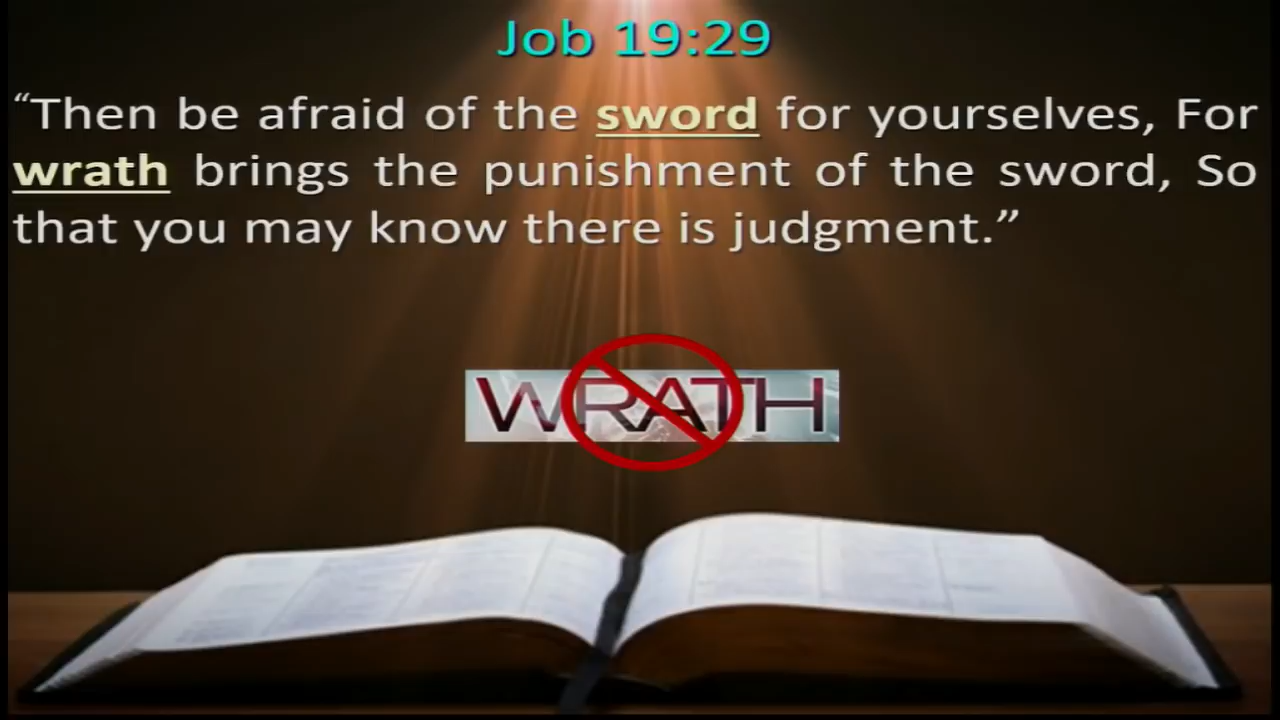 Job 19:29
“Then be afraid of the sword for yourselves, For
wrath brings the punishment of the sword, So
that you may know there is judgment.”
WRATH